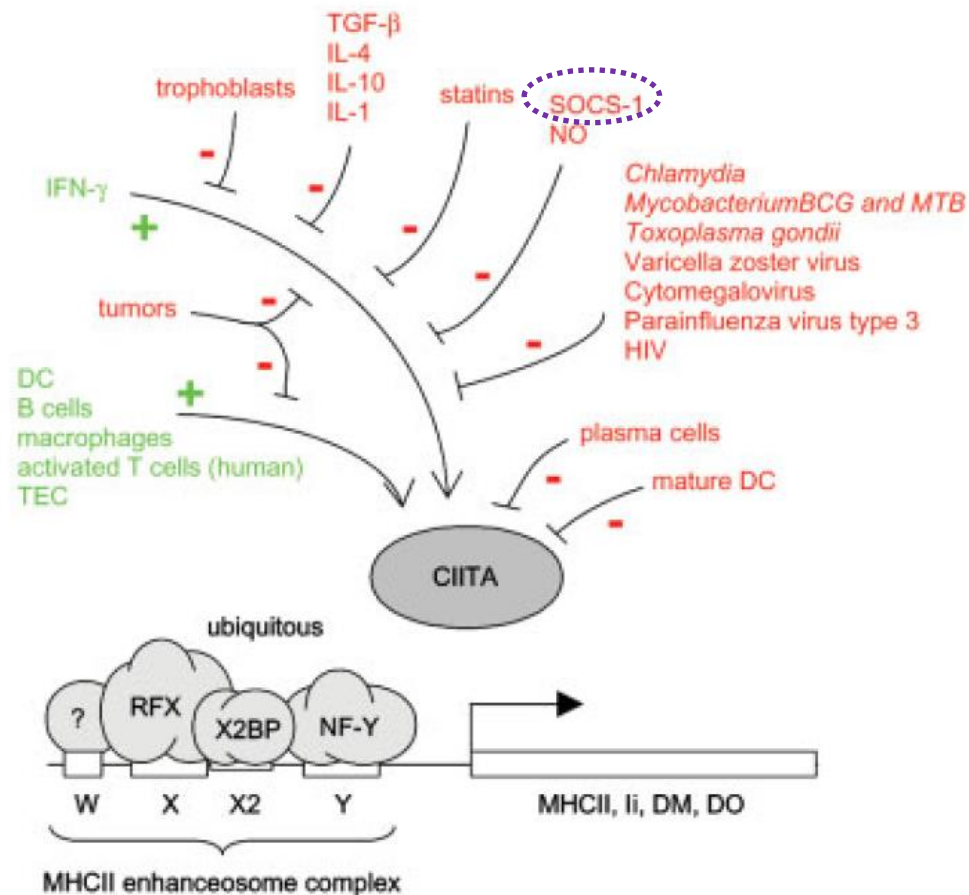 TGF-β
IL-4
IL-10
IL-1
trophoblasts
statins
SOCS-1
NO
IFN-γ
Chlamydia
MycobacteriumBCG and MTB
Toxoplasma gondii
Varicella zoster virus
Cytomegalovirus
Parainfluenza virus type 3
HIV
-
-
-
-
-
+
tumors
-
-
DC
B cells
macrophages
activated T cells (human)
TEC
+
plasma cells
-
mature DC
-
CIITA
ubiquitous
?
RFX
X2BP
NF-Y
W X X2 Y
MHCII, Ii, DM, DO
MHCII enhanceosome complex